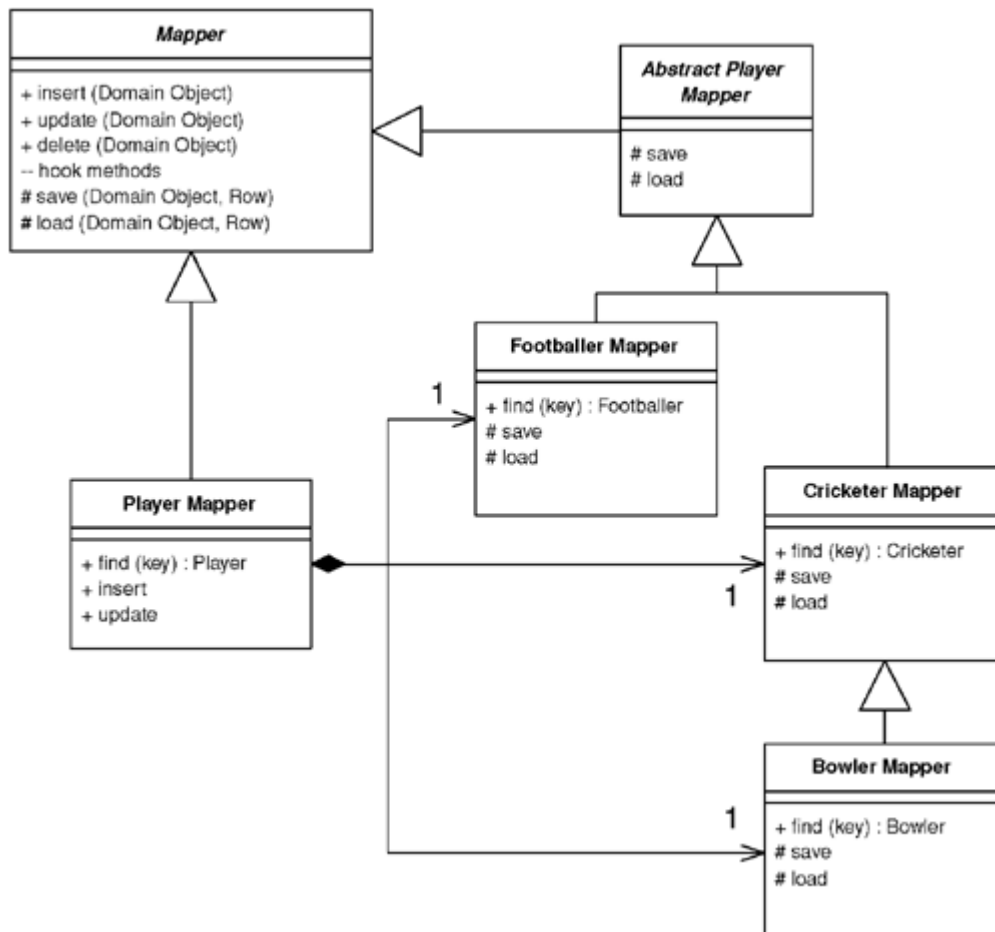 Mapper
+ insert (Domain Object)
+ update (Domain Object)
+ delete (Domain Object)
-- hook methods
# save (Domain Object, Row)
# load (Domain Object, Row)
Abstract Player
Mapper
# save
# load
Footballer Mapper
+ find (key) : Footballer
# save
# load
1
Player Mapper
+ find (key) : Player
+ insert
+ update
Cricketer Mapper
+ find (key) : Cricketer
# save
# load
1
Bowler Mapper
+ find (key) : Bowler
# save
# load
1